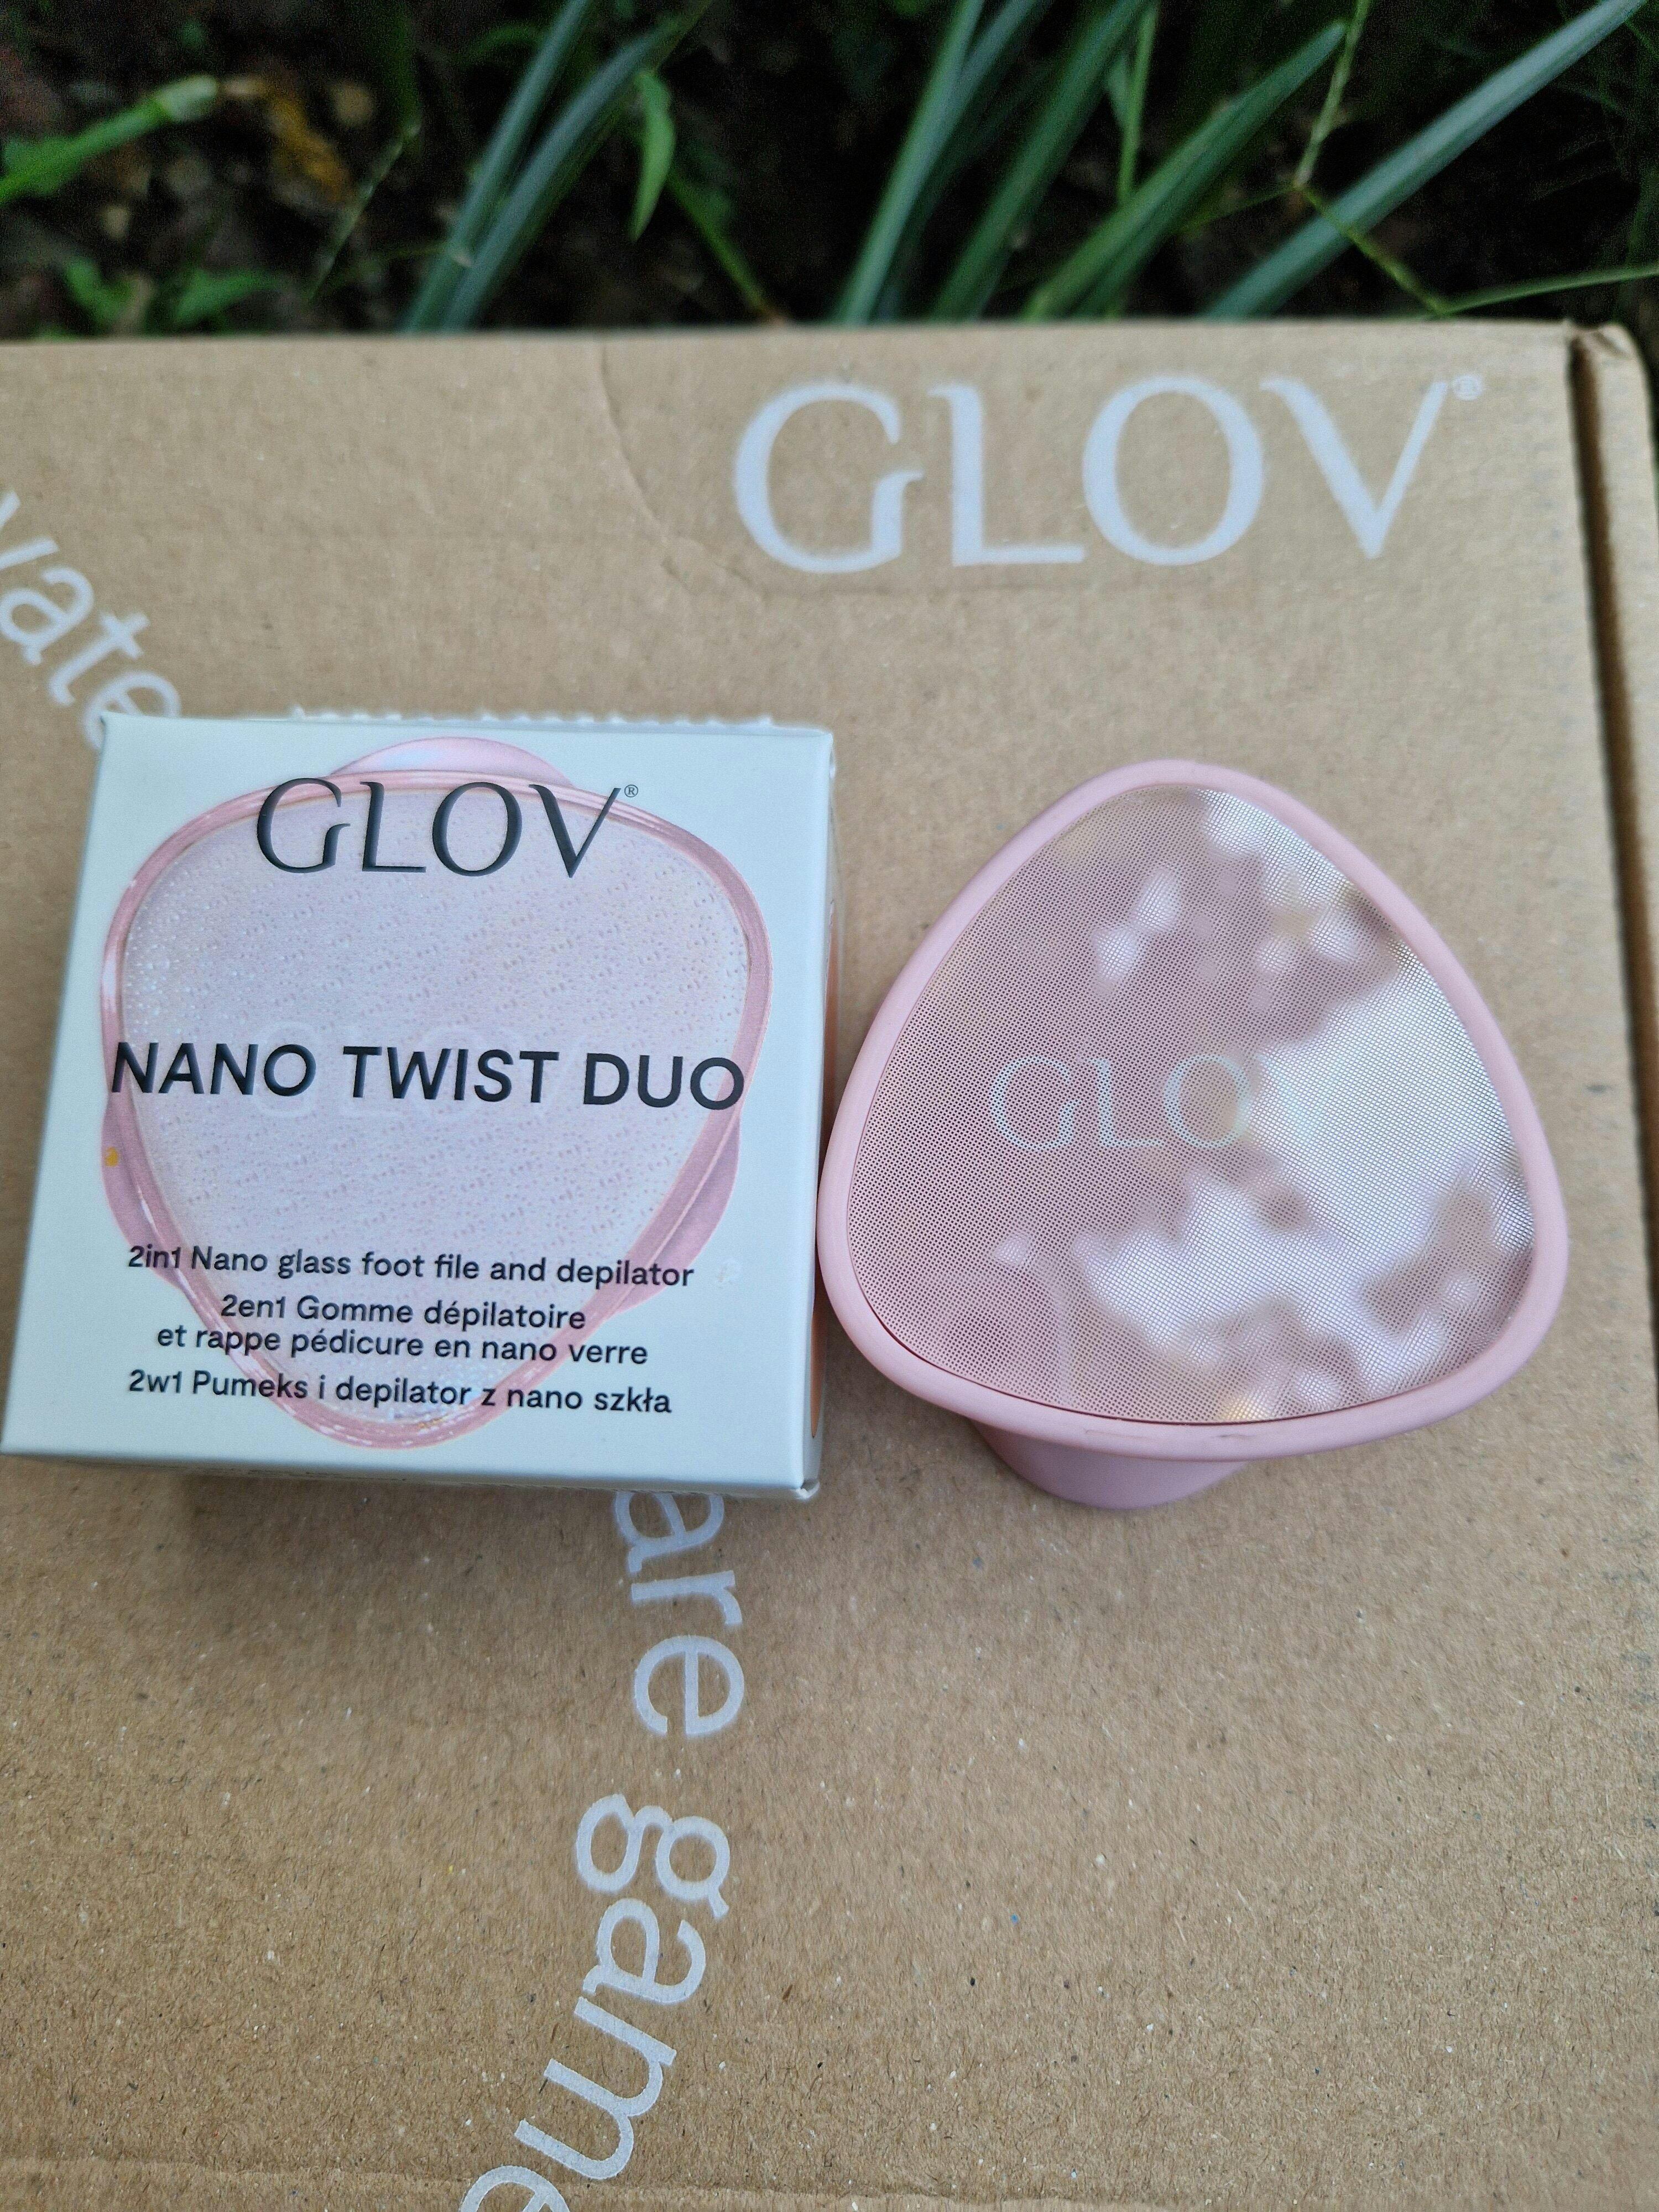 GLOV®
GLOV®
NANO TWIST DUO
2in1 Nano glass foot file and depilator
2en1 Gomme dépilatoire
et rappe pédicure en nano verre
2w1 Pumeks i depilator z nano szkła
GLOV
game